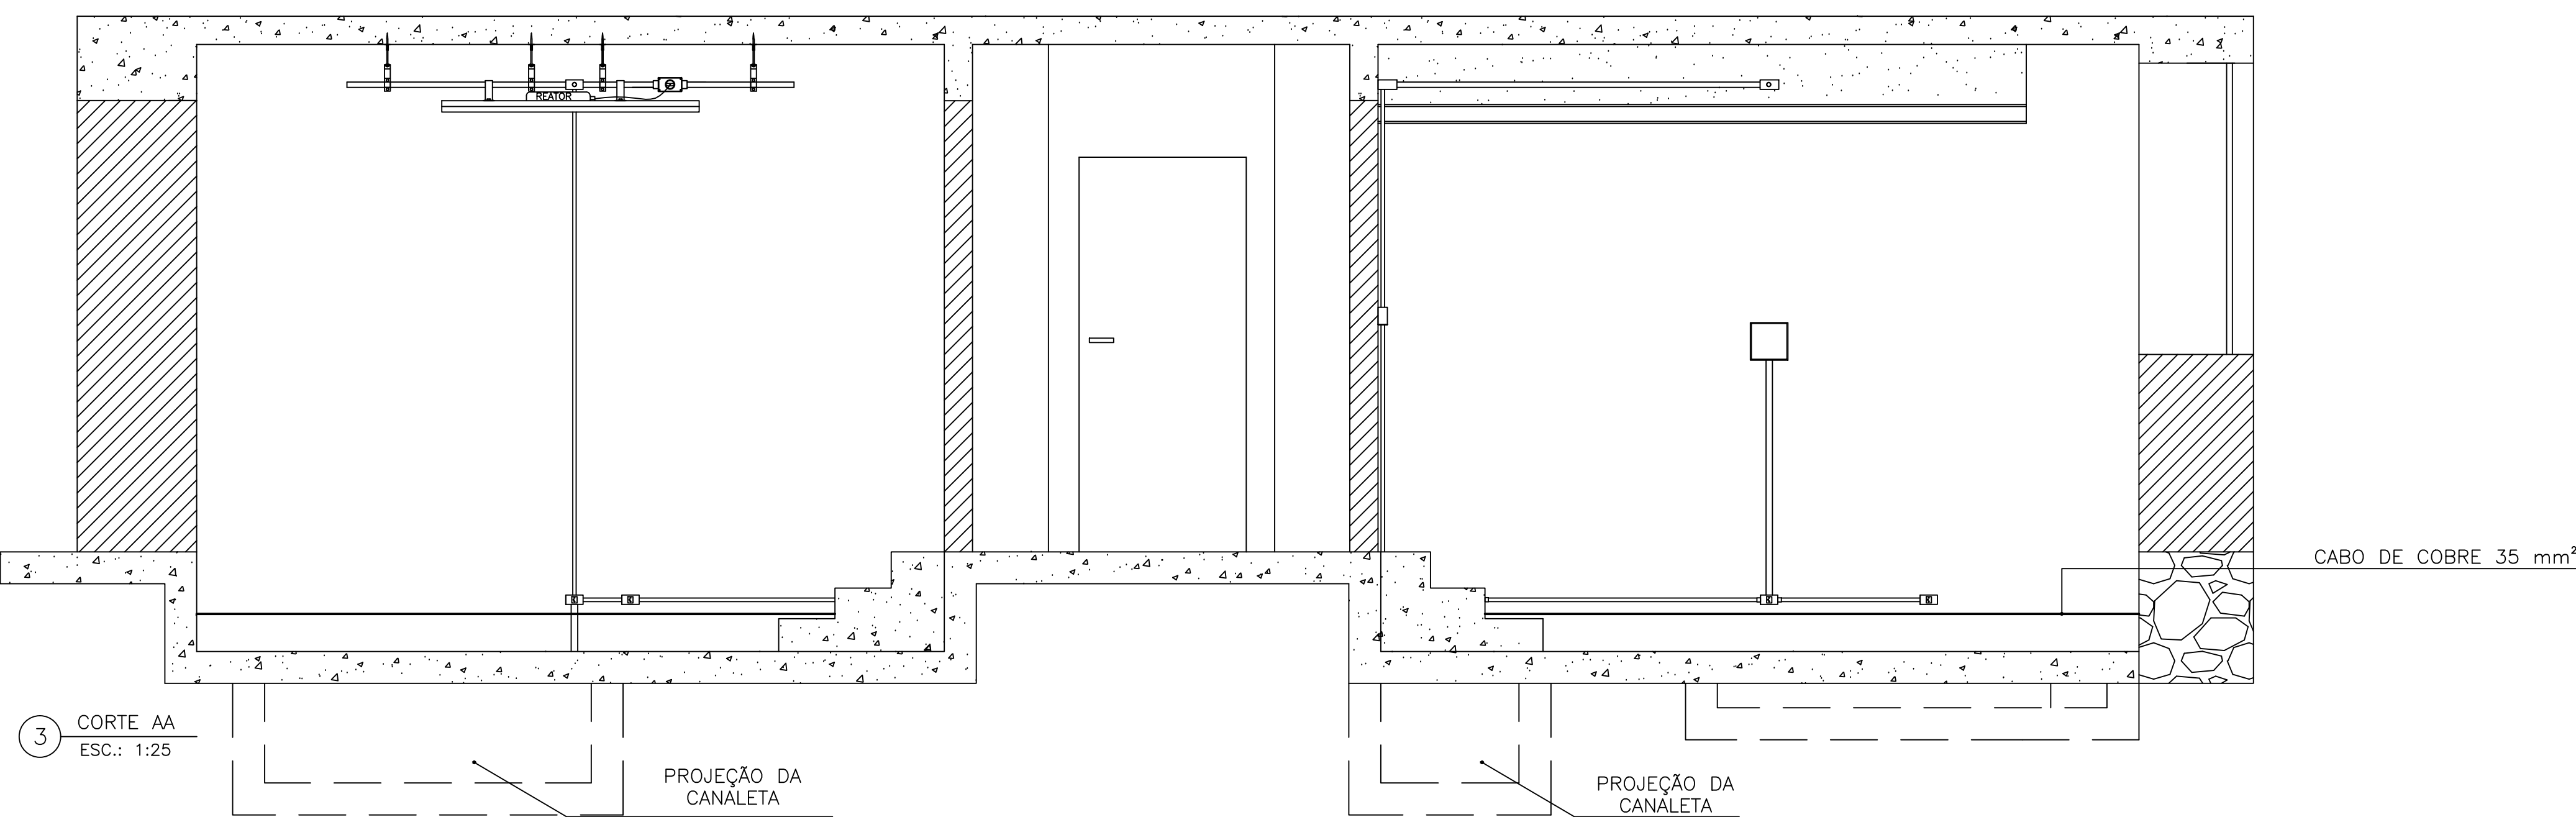 REATOR
CABO DE COBRE 35 mm²
3
CORTE AA
ESC.: 1:25
PROJEÇÃO DA
CANALETA
PROJEÇÃO DA
CANALETA